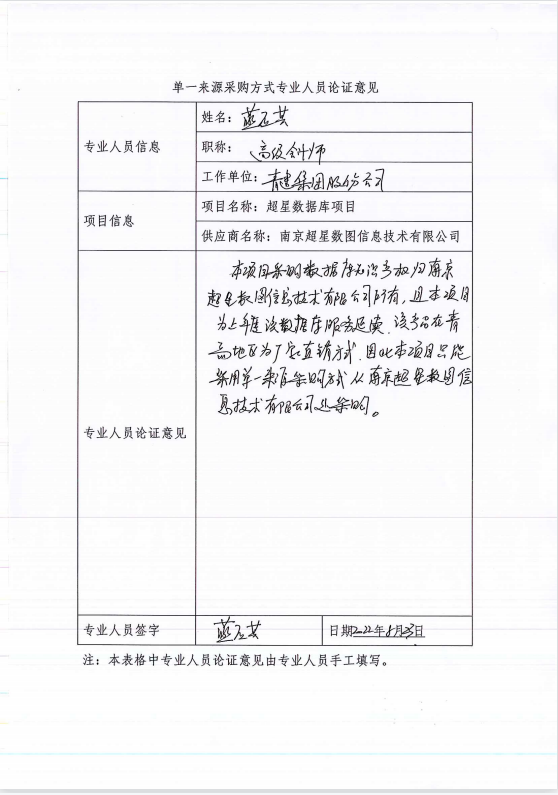 单一来源采购方式专业人员论证意见
专业人员信息
姓名：蓝石芸
职称：高级会计师
工作单位：青建集团股份公司
项目信息
项目名称：超星数据库项目
供应商名称：南京超星数图信息技术有限公司
专业人员论证意见
本项目采购数据库知识产权归南京
超星数图信息技术有限公司所有，且本项目
为上年度该数据库服务延续，该产品在青
岛地区为厂家直销方式，因此本项目只能
采用单一来源采购方式从南京超星数图信
息技术有限公司处采购。
专业人员签字
日期2022年8月23日
注：本表格中专业人员论证意见由专业人员手工填写。